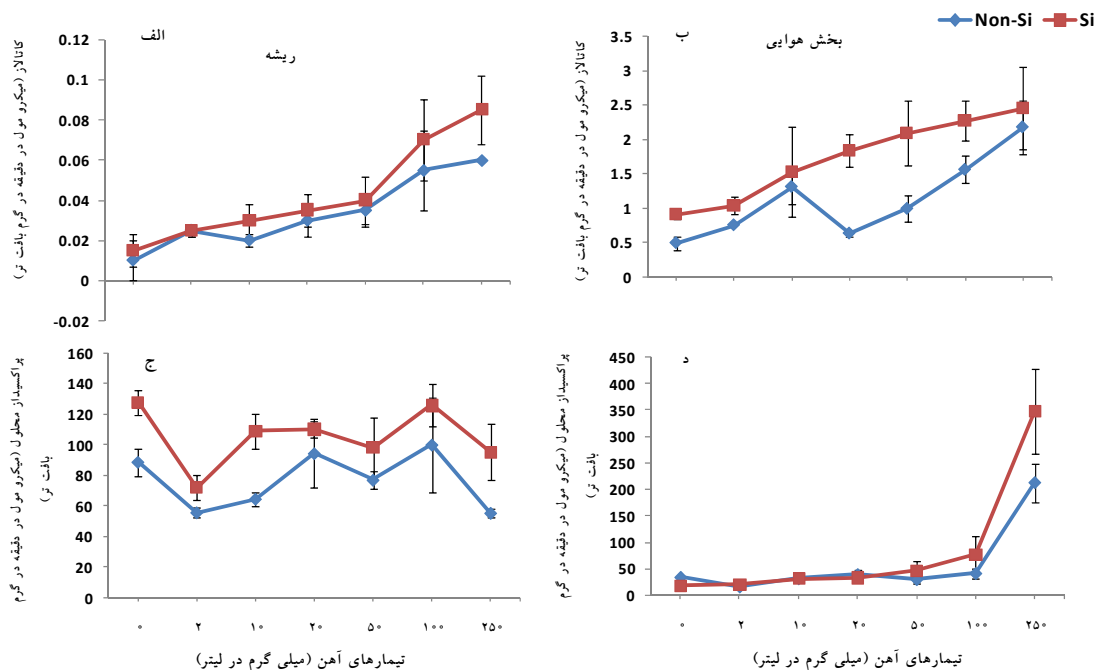 Non-Si Si
الف
ریشه
کاتالاز (میکرو مول در دقیقه در گرم بافت تر)
0.12
0.1
0.08
0.06
0.04
0.02
0
-0.02
ب
بخش هوایی
کاتالاز (میکرو مول در دقیقه در گرم بافت تر)
3.5
3
2.5
2
1.5
1
0.5
0
ج
پراکسیداز محلول (میکرو مول در دقیقه در گرم
بافت تر)
160
140
120
100
80
60
40
20
0
۰ ۲ ۱۰ ۲۰ ۵۰ ۱۰۰ ۲۵۰
تیمارهای آهن (میلی گرم در لیتر)
د
پراکسیداز محلول (میکرو مول در دقیقه در گرم
بافت تر)
450
400
350
300
250
200
150
100
50
0
۰ ۲ ۱۰ ۲۰ ۵۰ ۱۰۰ ۲۵۰
تیمارهای آهن (میلی گرم در لیتر)